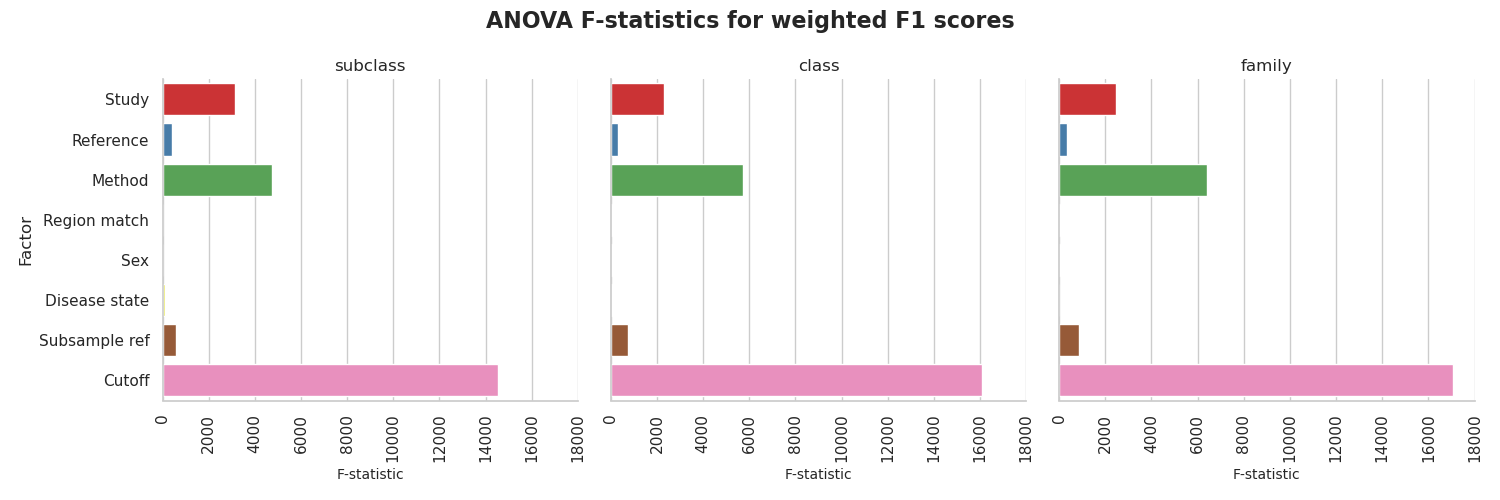 ANOVA F-statistics for weighted F1 scores
subclass
class
family
Factor
Study
Reference
Method
Region match
Sex
Disease state
Subsample ref
Cutoff
0 2000 4000 6000 8000 10000 12000 14000 16000 18000
0 2000 4000 6000 8000 10000 12000 14000 16000 18000
0 2000 4000 6000 8000 10000 12000 14000 16000 18000
F-statistic
F-statistic
F-statistic